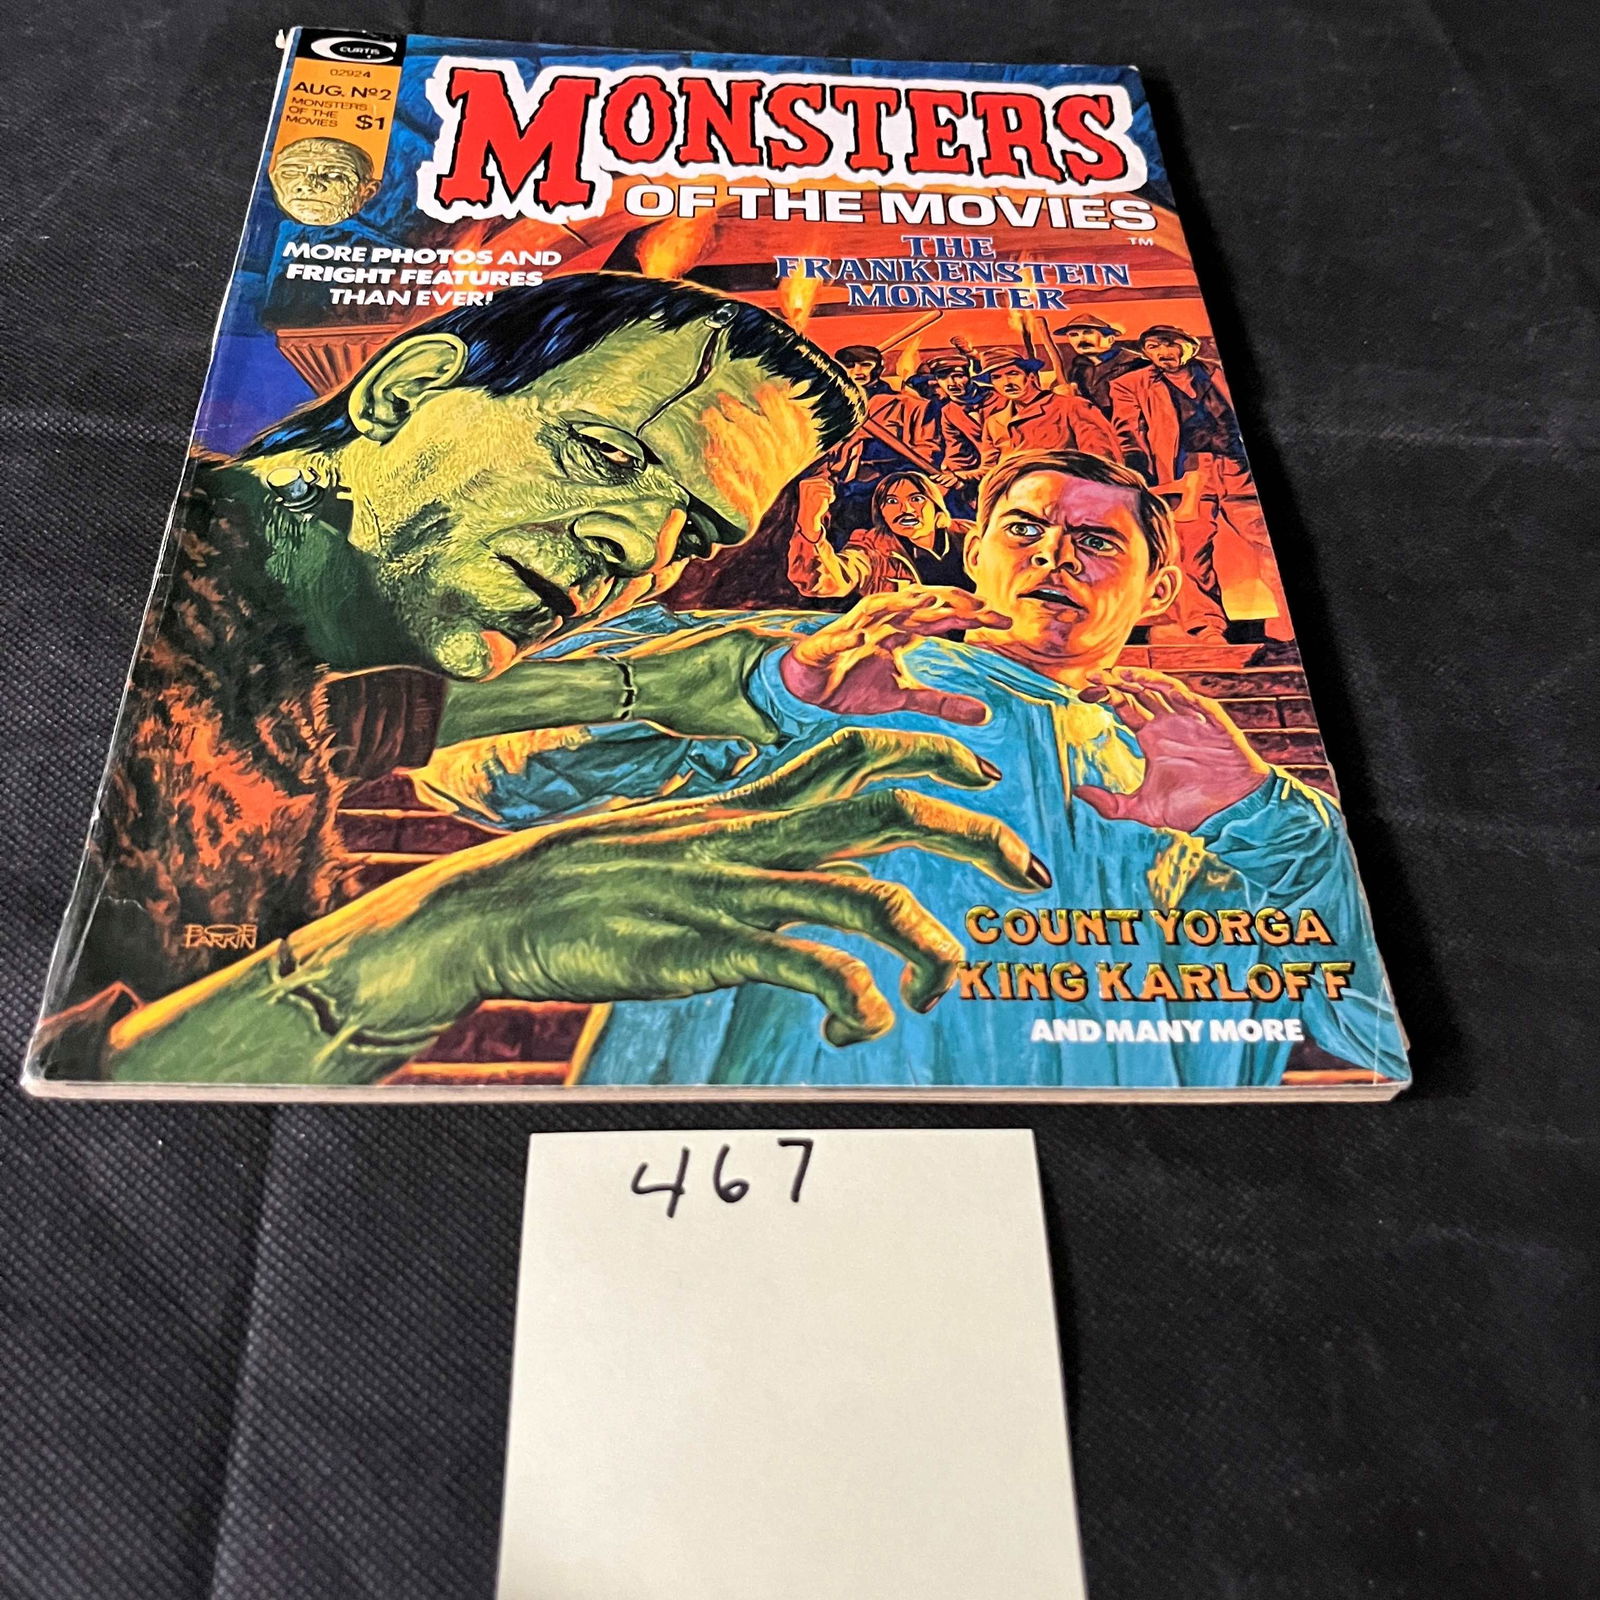 CURTIS
02924
AUG. Nº2
MONSTERS
OF THE
MOVIES $1
MONSTERS
OF THE MOVIES
TM
MORE PHOTOS AND
FRIGHT FEATURES
THAN EVER!
THE
FRANKENSTEIN
MONSTER
BOB
LARKIN
COUNT YORGA
KING KARLOFF
AND MANY MORE
467